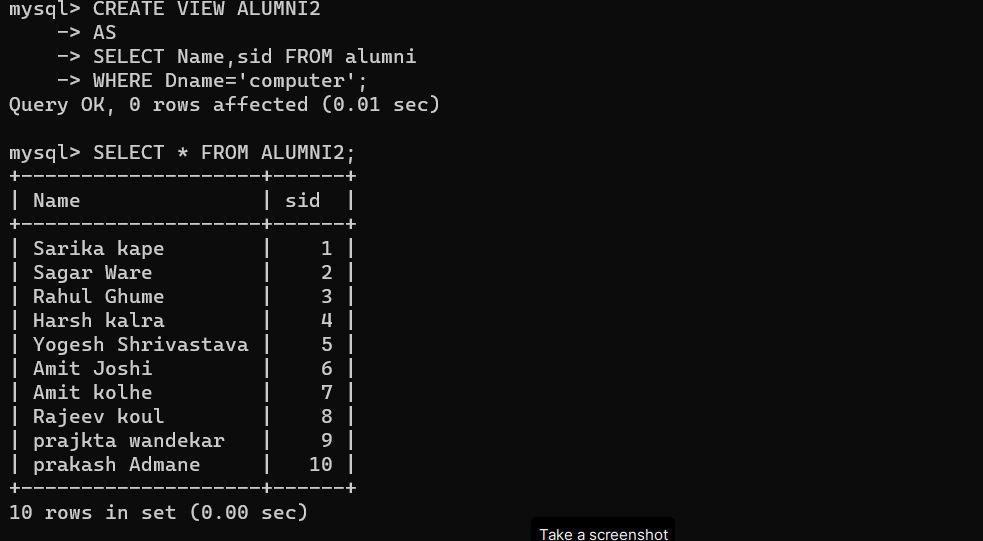 mysql> CREATE VIEW ALUMNI2
    -> AS
    -> SELECT Name,sid FROM alumni
    -> WHERE Dname='computer';
Query OK, 0 rows affected (0.01 sec)

mysql> SELECT * FROM ALUMNI2;
+--------------------+------+
| Name               | sid  |
+--------------------+------+
| Sarika kape        |    1 |
| Sagar Ware         |    2 |
| Rahul Ghume        |    3 |
| Harsh kalra        |    4 |
| Yogesh Shrivastava |    5 |
| Amit Joshi         |    6 |
| Amit kolhe         |    7 |
| Rajeev koul        |    8 |
| prajkta wandekar   |    9 |
| prakash Admane     |   10 |
+--------------------+------+
10 rows in set (0.00 sec)
Take a screenshot